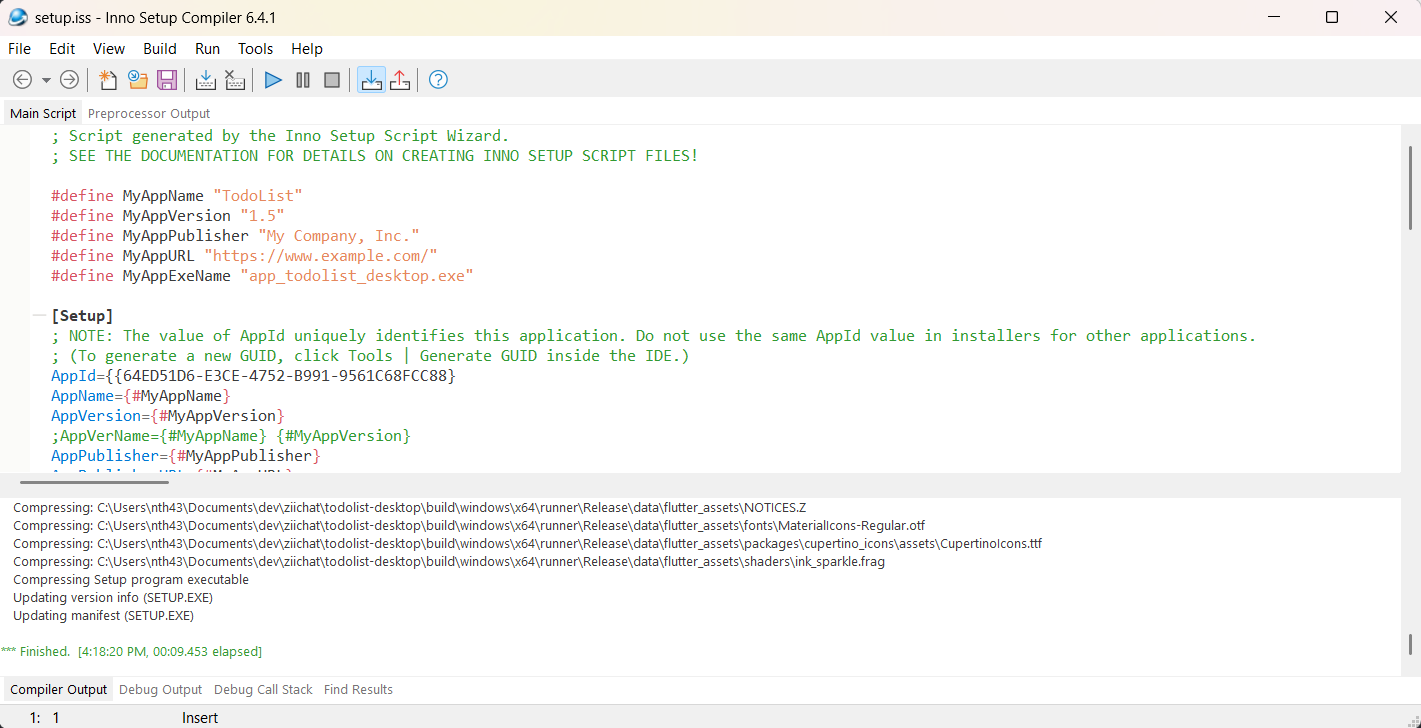 setup.iss - Inno Setup Compiler 6.4.1
File Edit View Build Run Tools Help
Main Script Preprocessor Output
; Script generated by the Inno Setup Script Wizard.
; SEE THE DOCUMENTATION FOR DETAILS ON CREATING INNO SETUP SCRIPT FILES!
#define MyAppName "TodoList"
#define MyAppVersion "1.5"
#define MyAppPublisher "My Company, Inc."
#define MyAppURL "https://www.example.com/"
#define MyAppExeName "app_todolist_desktop.exe"
[Setup]
; NOTE: The value of AppId uniquely identifies this application. Do not use the same AppId value in installers for other applications.
; (To generate a new GUID, click Tools | Generate GUID inside the IDE.)
AppId={{64ED51D6-E3CE-4752-B991-9561C68FCC88}
AppName={#MyAppName}
AppVersion={#MyAppVersion}
;AppVerName={#MyAppName} {#MyAppVersion}
AppPublisher={#MyAppPublisher}
Compressing: C:\Users\nth43\Documents\dev\ziichat\todolist-desktop\build\windows\x64\runner\Release\data\flutter_assets\NOTICES.Z
Compressing: C:\Users\nth43\Documents\dev\ziichat\todolist-desktop\build\windows\x64\runner\Release\data\flutter_assets\fonts\MaterialIcons-Regular.otf
Compressing: C:\Users\nth43\Documents\dev\ziichat\todolist-desktop\build\windows\x64\runner\Release\data\flutter_assets\packages\cupertino_icons\assets\CupertinoIcons.ttf
Compressing: C:\Users\nth43\Documents\dev\ziichat\todolist-desktop\build\windows\x64\runner\Release\data\flutter_assets\shaders\ink_sparkle.frag
Compressing Setup program executable
Updating version info (SETUP.EXE)
Updating manifest (SETUP.EXE)
*** Finished. [4:18:20 PM, 00:09.453 elapsed]
Compiler Output Debug Output Debug Call Stack Find Results
1: 1 Insert